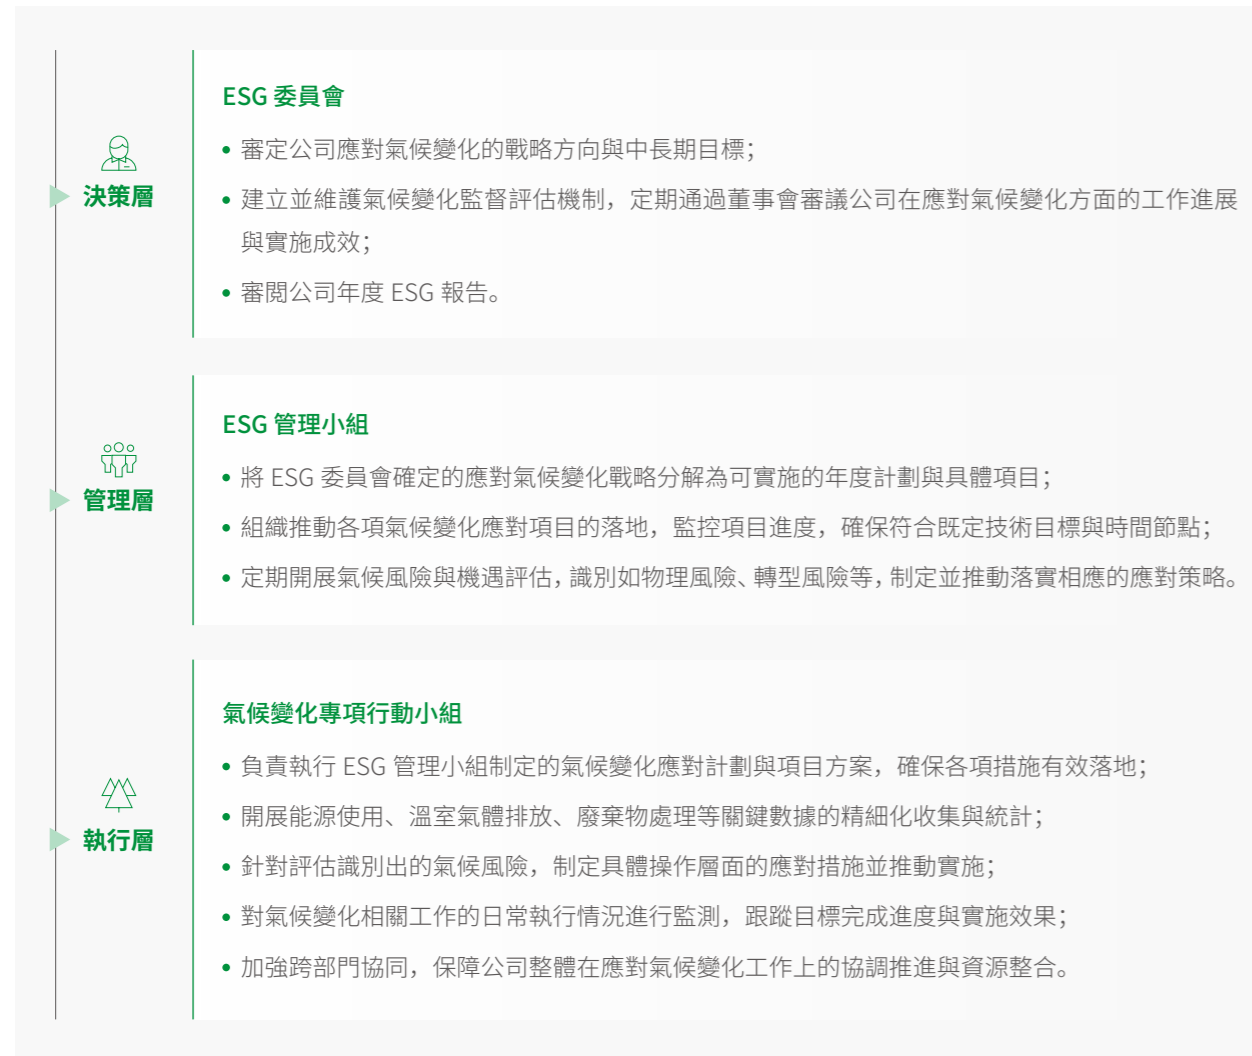 ESG 委員會
• 審定公司應對氣候變化的戰略方向與中長期目標；
決策層
• 建立並維護氣候變化監督評估機制，定期通過董事會審議公司在應對氣候變化方面的工作進展
與實施成效；
• 審閱公司年度 ESG 報告。
ESG 管理小組
• 將 ESG 委員會確定的應對氣候變化戰略分解為可實施的年度計劃與具體項目；
管理層
• 組織推動各項氣候變化應對項目的落地，監控項目進度，確保符合既定技術目標與時間節點；
• 定期開展氣候風險與機遇評估，識別如物理風險、轉型風險等，制定並推動落實相應的應對策略。
氣候變化專項行動小組
• 負責執行 ESG 管理小組制定的氣候變化應對計劃與項目方案，確保各項措施有效落地；
• 開展能源使用、溫室氣體排放、廢棄物處理等關鍵數據的精細化收集與統計；
執行層
• 針對評估識別出的氣候風險，制定具體操作層面的應對措施並推動實施；
• 對氣候變化相關工作的日常執行情況進行監測，跟蹤目標完成進度與實施效果；
• 加強跨部門協同，保障公司整體在應對氣候變化工作上的協調推進與資源整合。